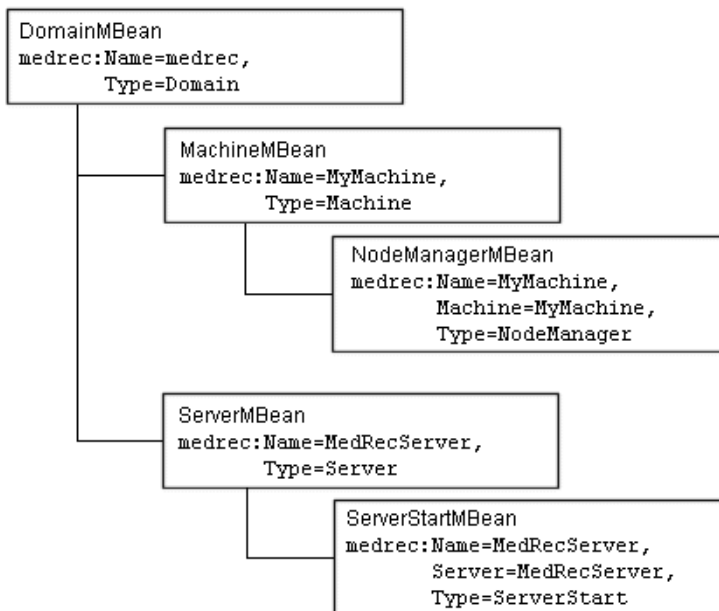 DomainMBean
medrec:Name=medrec,
Type=Domain
MachineMBean
medrec:Name=MyMachine,
Type=Machine
NodeManagerMBean
medrec:Name=MyMachine,
Machine=MyMachine,
Type=NodeManager
ServerMBean
medrec:Name=MedRecServer,
Type=Server
ServerStartMBean
medrec:Name=MedRecServer,
Server=MedRecServer,
Type=ServerStart